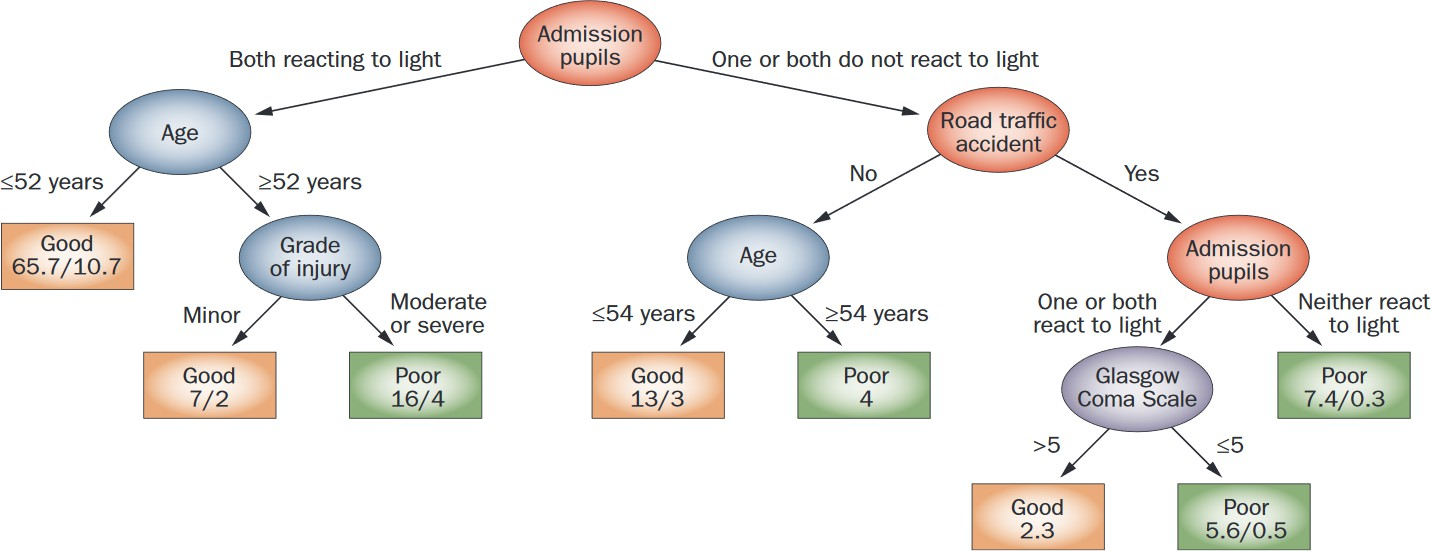 Admission
pupils
Both reacting to light
One or both do not react to light
Age
Road traffic
accident
≤52 years
≥52 years
No
Yes
Good
65.7/10.7
Grade
of injury
Age
Admission
pupils
Minor
Moderate
or severe
≤54 years
≥54 years
One or both
react to light
Neither react
to light
Good
7/2
Poor
16/4
Good
13/3
Poor
4
Glasgow
Coma Scale
Poor
7.4/0.3
>5
≤5
Good
2.3
Poor
5.6/0.5